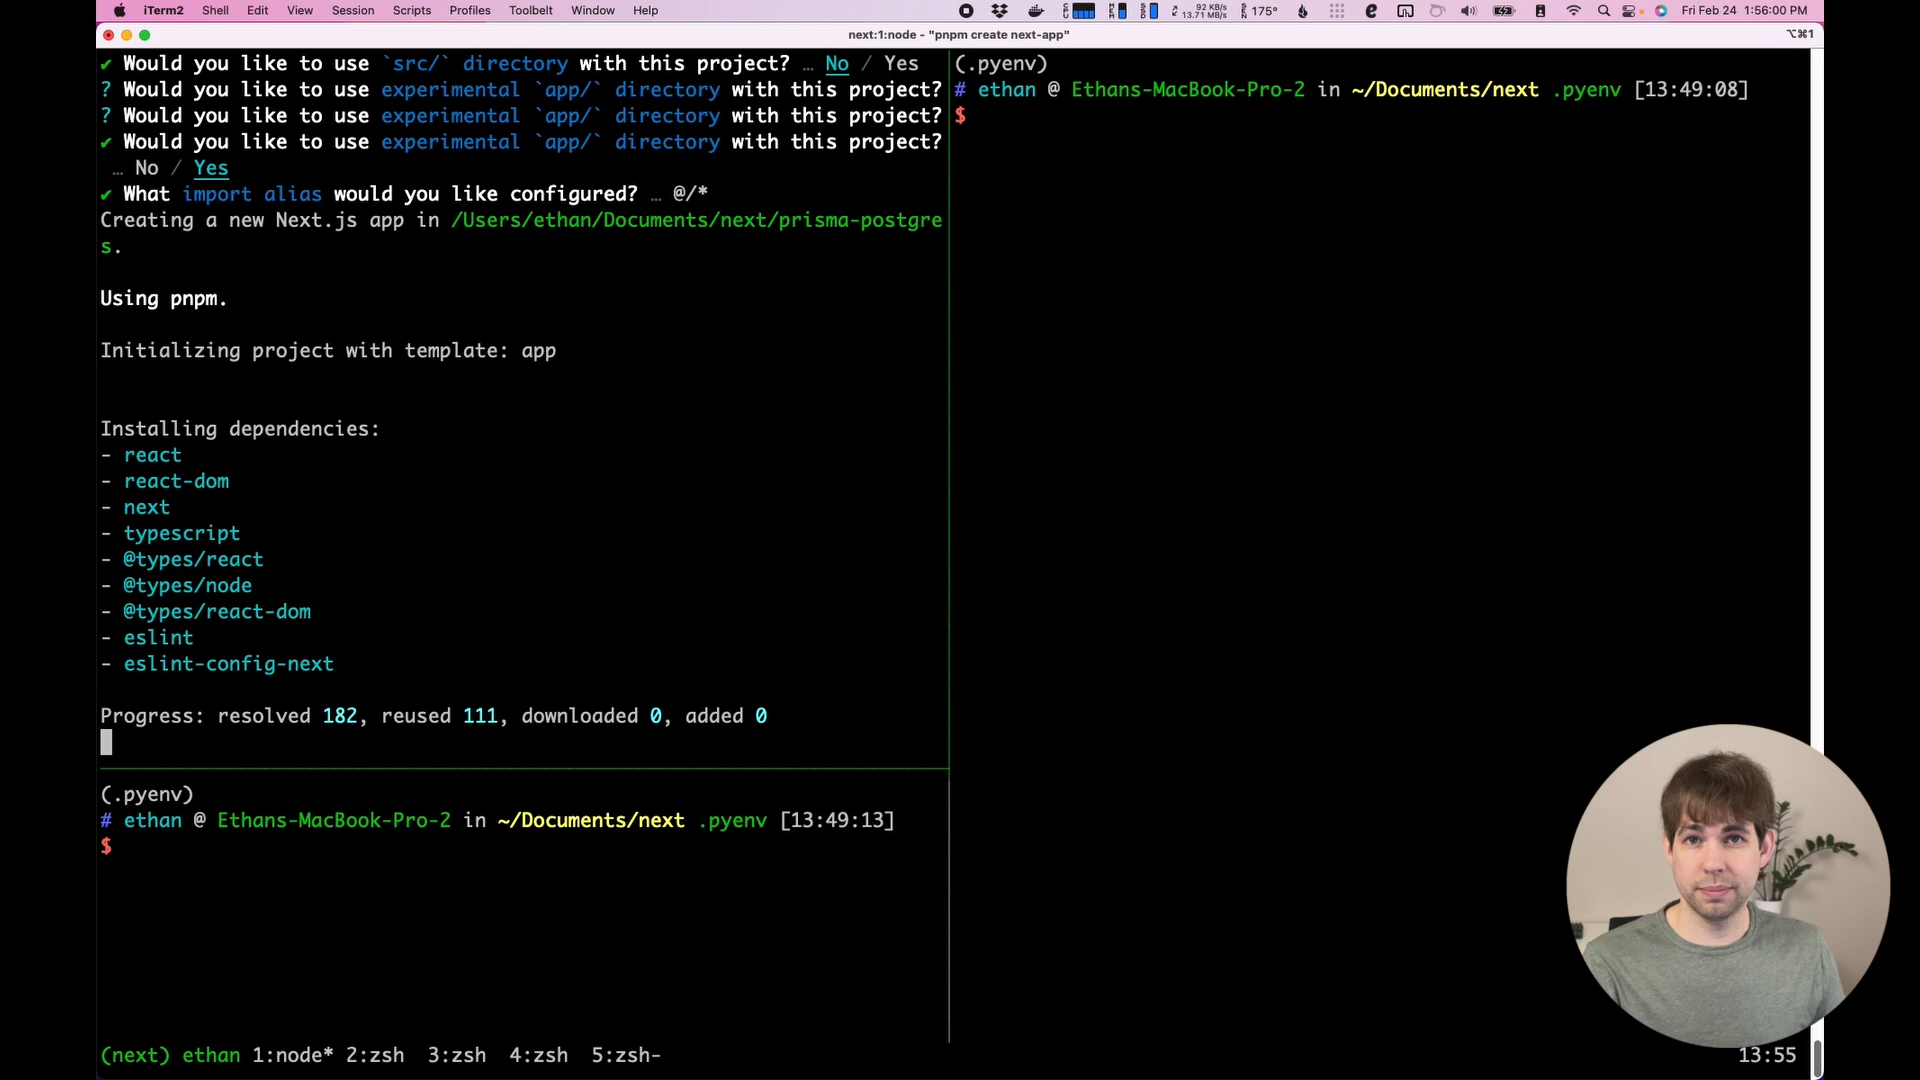 iTerm2 Shell Edit View Session Scripts Profiles Toolbelt Window Help 92 KB/s 13.71 MB/s 175° Fri Feb 24 1:56:00 PM
next:1:node - "pnpm create next-app" ⌥⌘1
✔ Would you like to use `src/` directory with this project? … No / Yes
? Would you like to use experimental `app/` directory with this project?
? Would you like to use experimental `app/` directory with this project?
✔ Would you like to use experimental `app/` directory with this project?
… No / Yes
✔ What import alias would you like configured? … @/*
Creating a new Next.js app in /Users/ethan/Documents/next/prisma-postgre
s.
Using pnpm.
Initializing project with template: app
Installing dependencies:
- react
- react-dom
- next
- typescript
- @types/react
- @types/node
- @types/react-dom
- eslint
- eslint-config-next
Progress: resolved 182, reused 111, downloaded 0, added 0
(.pyenv)
# ethan @ Ethans-MacBook-Pro-2 in ~/Documents/next .pyenv [13:49:13]
$
(.pyenv)
# ethan @ Ethans-MacBook-Pro-2 in ~/Documents/next .pyenv [13:49:08]
$
(next) ethan 1:node* 2:zsh 3:zsh 4:zsh 5:zsh- 13:55